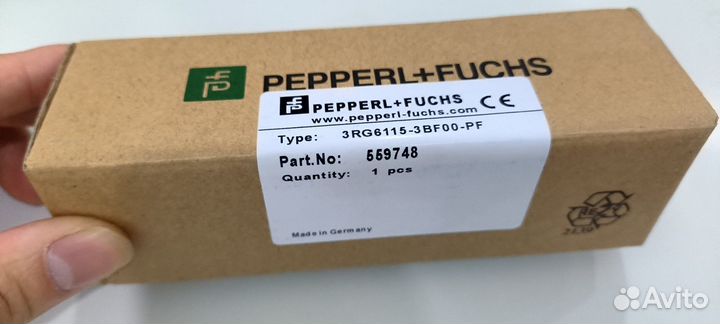 PEPPERL+FUCHS
PEPPERL+FUCHS CE
www.pepperl-fuchs.com
Type: 3RG6115-3BF00-PF
Part.No: 559748
Quantity: 1 pcs
Made in Germany
Avito